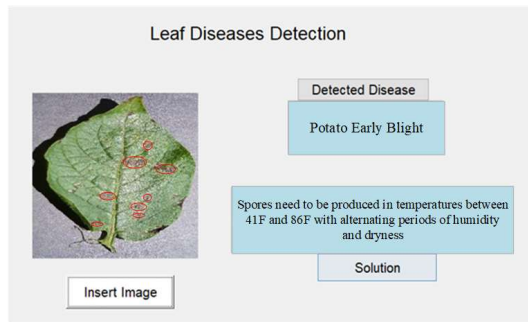 Leaf Diseases Detection
Detected Disease
Potato Early Blight
Spores need to be produced in temperatures between
41F and 86F with alternating periods of humidity
and dryness
Solution
Insert Image